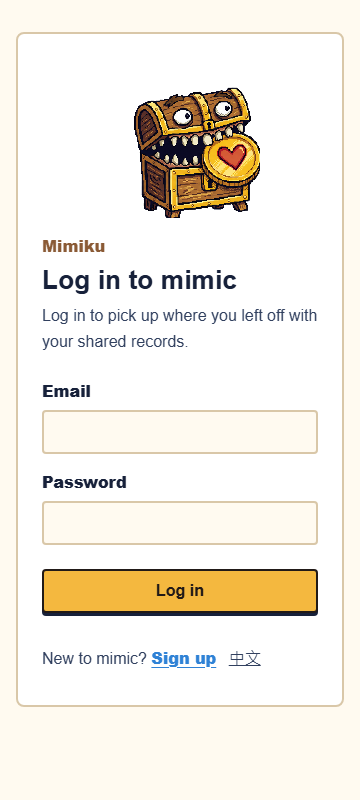 Mimiku
Log in to mimic
Log in to pick up where you left off with
your shared records.
Email
Password
Log in
New to mimic? Sign up 中文